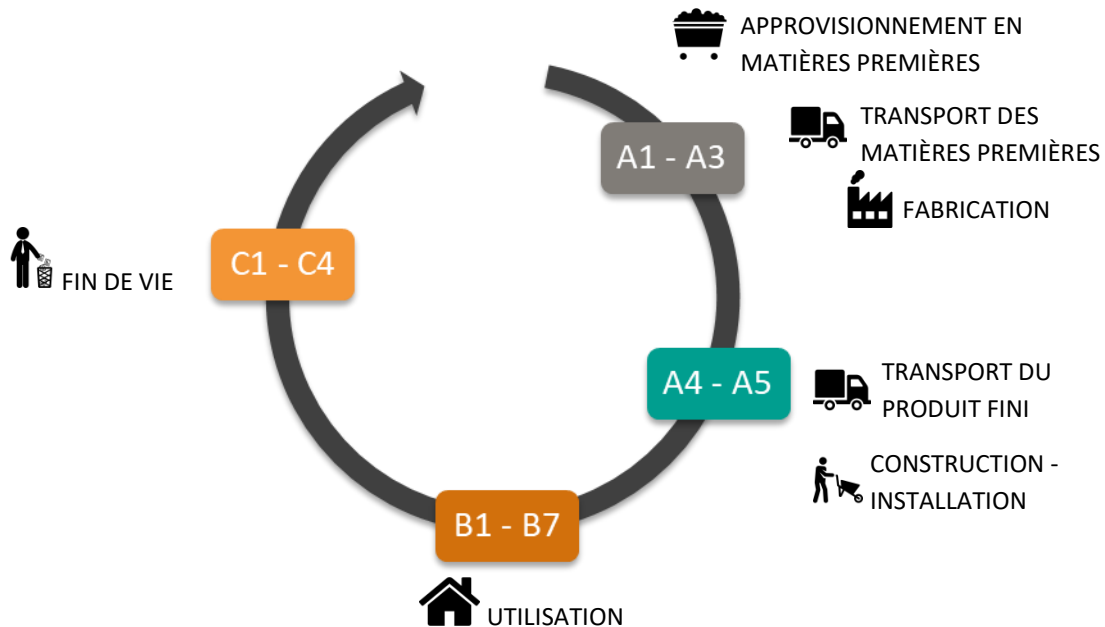 APPROVISIONNEMENT EN
MATIÈRES PREMIÈRES
TRANSPORT DES
MATIÈRES PREMIÈRES
A1 - A3
FABRICATION
C1 - C4
FIN DE VIE
A4 - A5
TRANSPORT DU
PRODUIT FINI
CONSTRUCTION -
INSTALLATION
B1 - B7
UTILISATION